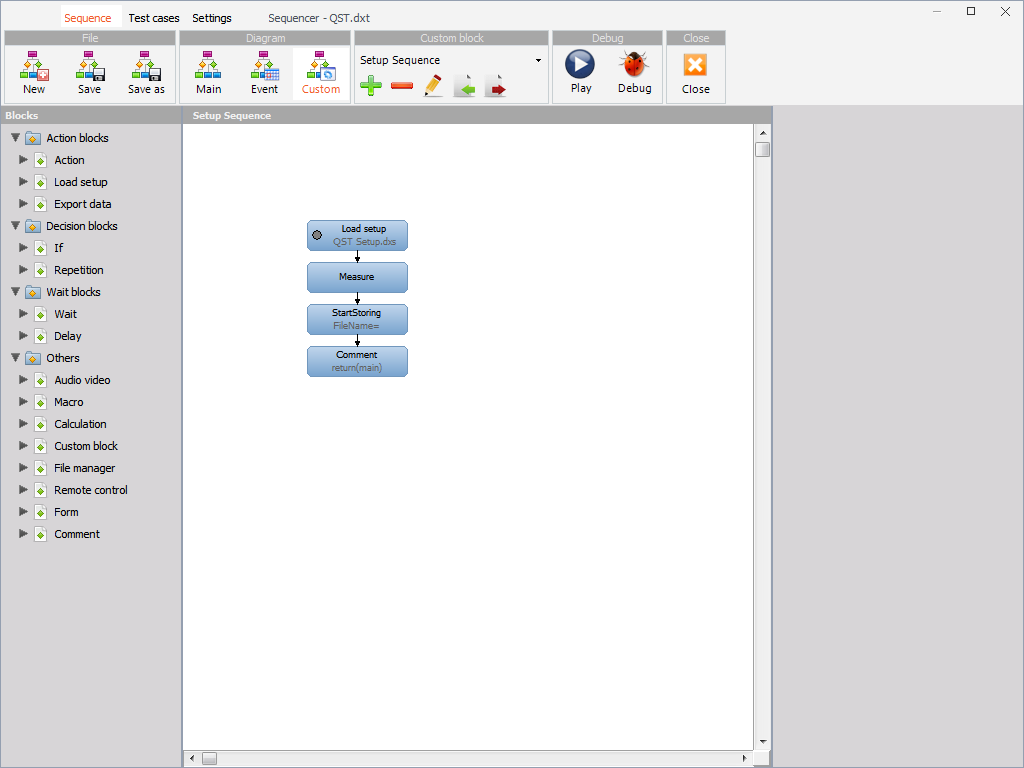 Sequence Test cases Settings Sequencer - QST.dxt
File Diagram Custom block Debug Close
New Save Save as Main Event Custom Setup Sequence Play Debug Close
Blocks
Action blocks
Action
Load setup
Export data
Decision blocks
If
Repetition
Wait blocks
Wait
Delay
Others
Audio video
Macro
Calculation
Custom block
File manager
Remote control
Form
Comment
Setup Sequence
Load setup
QST Setup.dxs
Measure
StartStoring
FileName=
Comment
return(main)